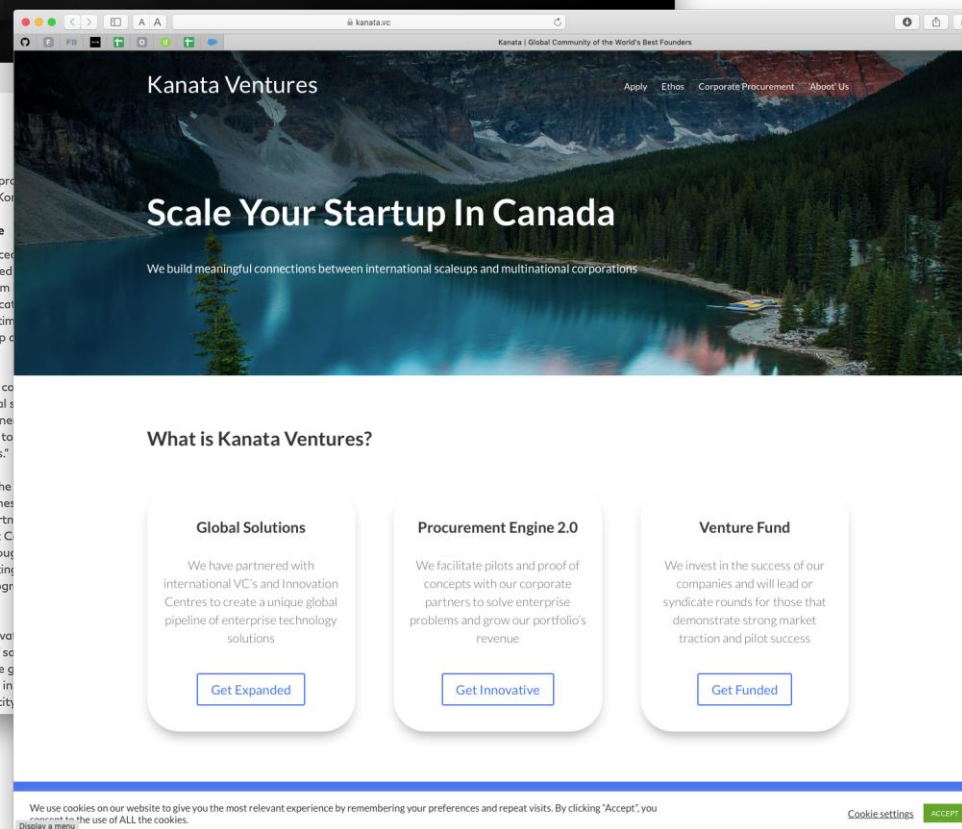 kanata.vc
Kanata | Global Community of the World's Best Founders
Kanata Ventures
Apply Ethos Corporate Procurement 'Aboot' Us
Scale Your Startup In Canada
We build meaningful connections between international scaleups and multinational corporations
What is Kanata Ventures?
Global Solutions
We have partnered with
international VC's and Innovation
Centres to create a unique global
pipeline of enterprise technology
solutions
Get Expanded
Procurement Engine 2.0
We facilitate pilots and proof of
concepts with our corporate
partners to solve enterprise
problems and grow our portfolio's
revenue
Get Innovative
Venture Fund
We invest in the success of our
companies and will lead or
syndicate rounds for those that
demonstrate strong market
traction and pilot success
Get Funded
We use cookies on our website to give you the most relevant experience by remembering your preferences and repeat visits. By clicking "Accept", you
consent to the use of ALL the cookies.
Cookie settings ACCEPT
Display a menu